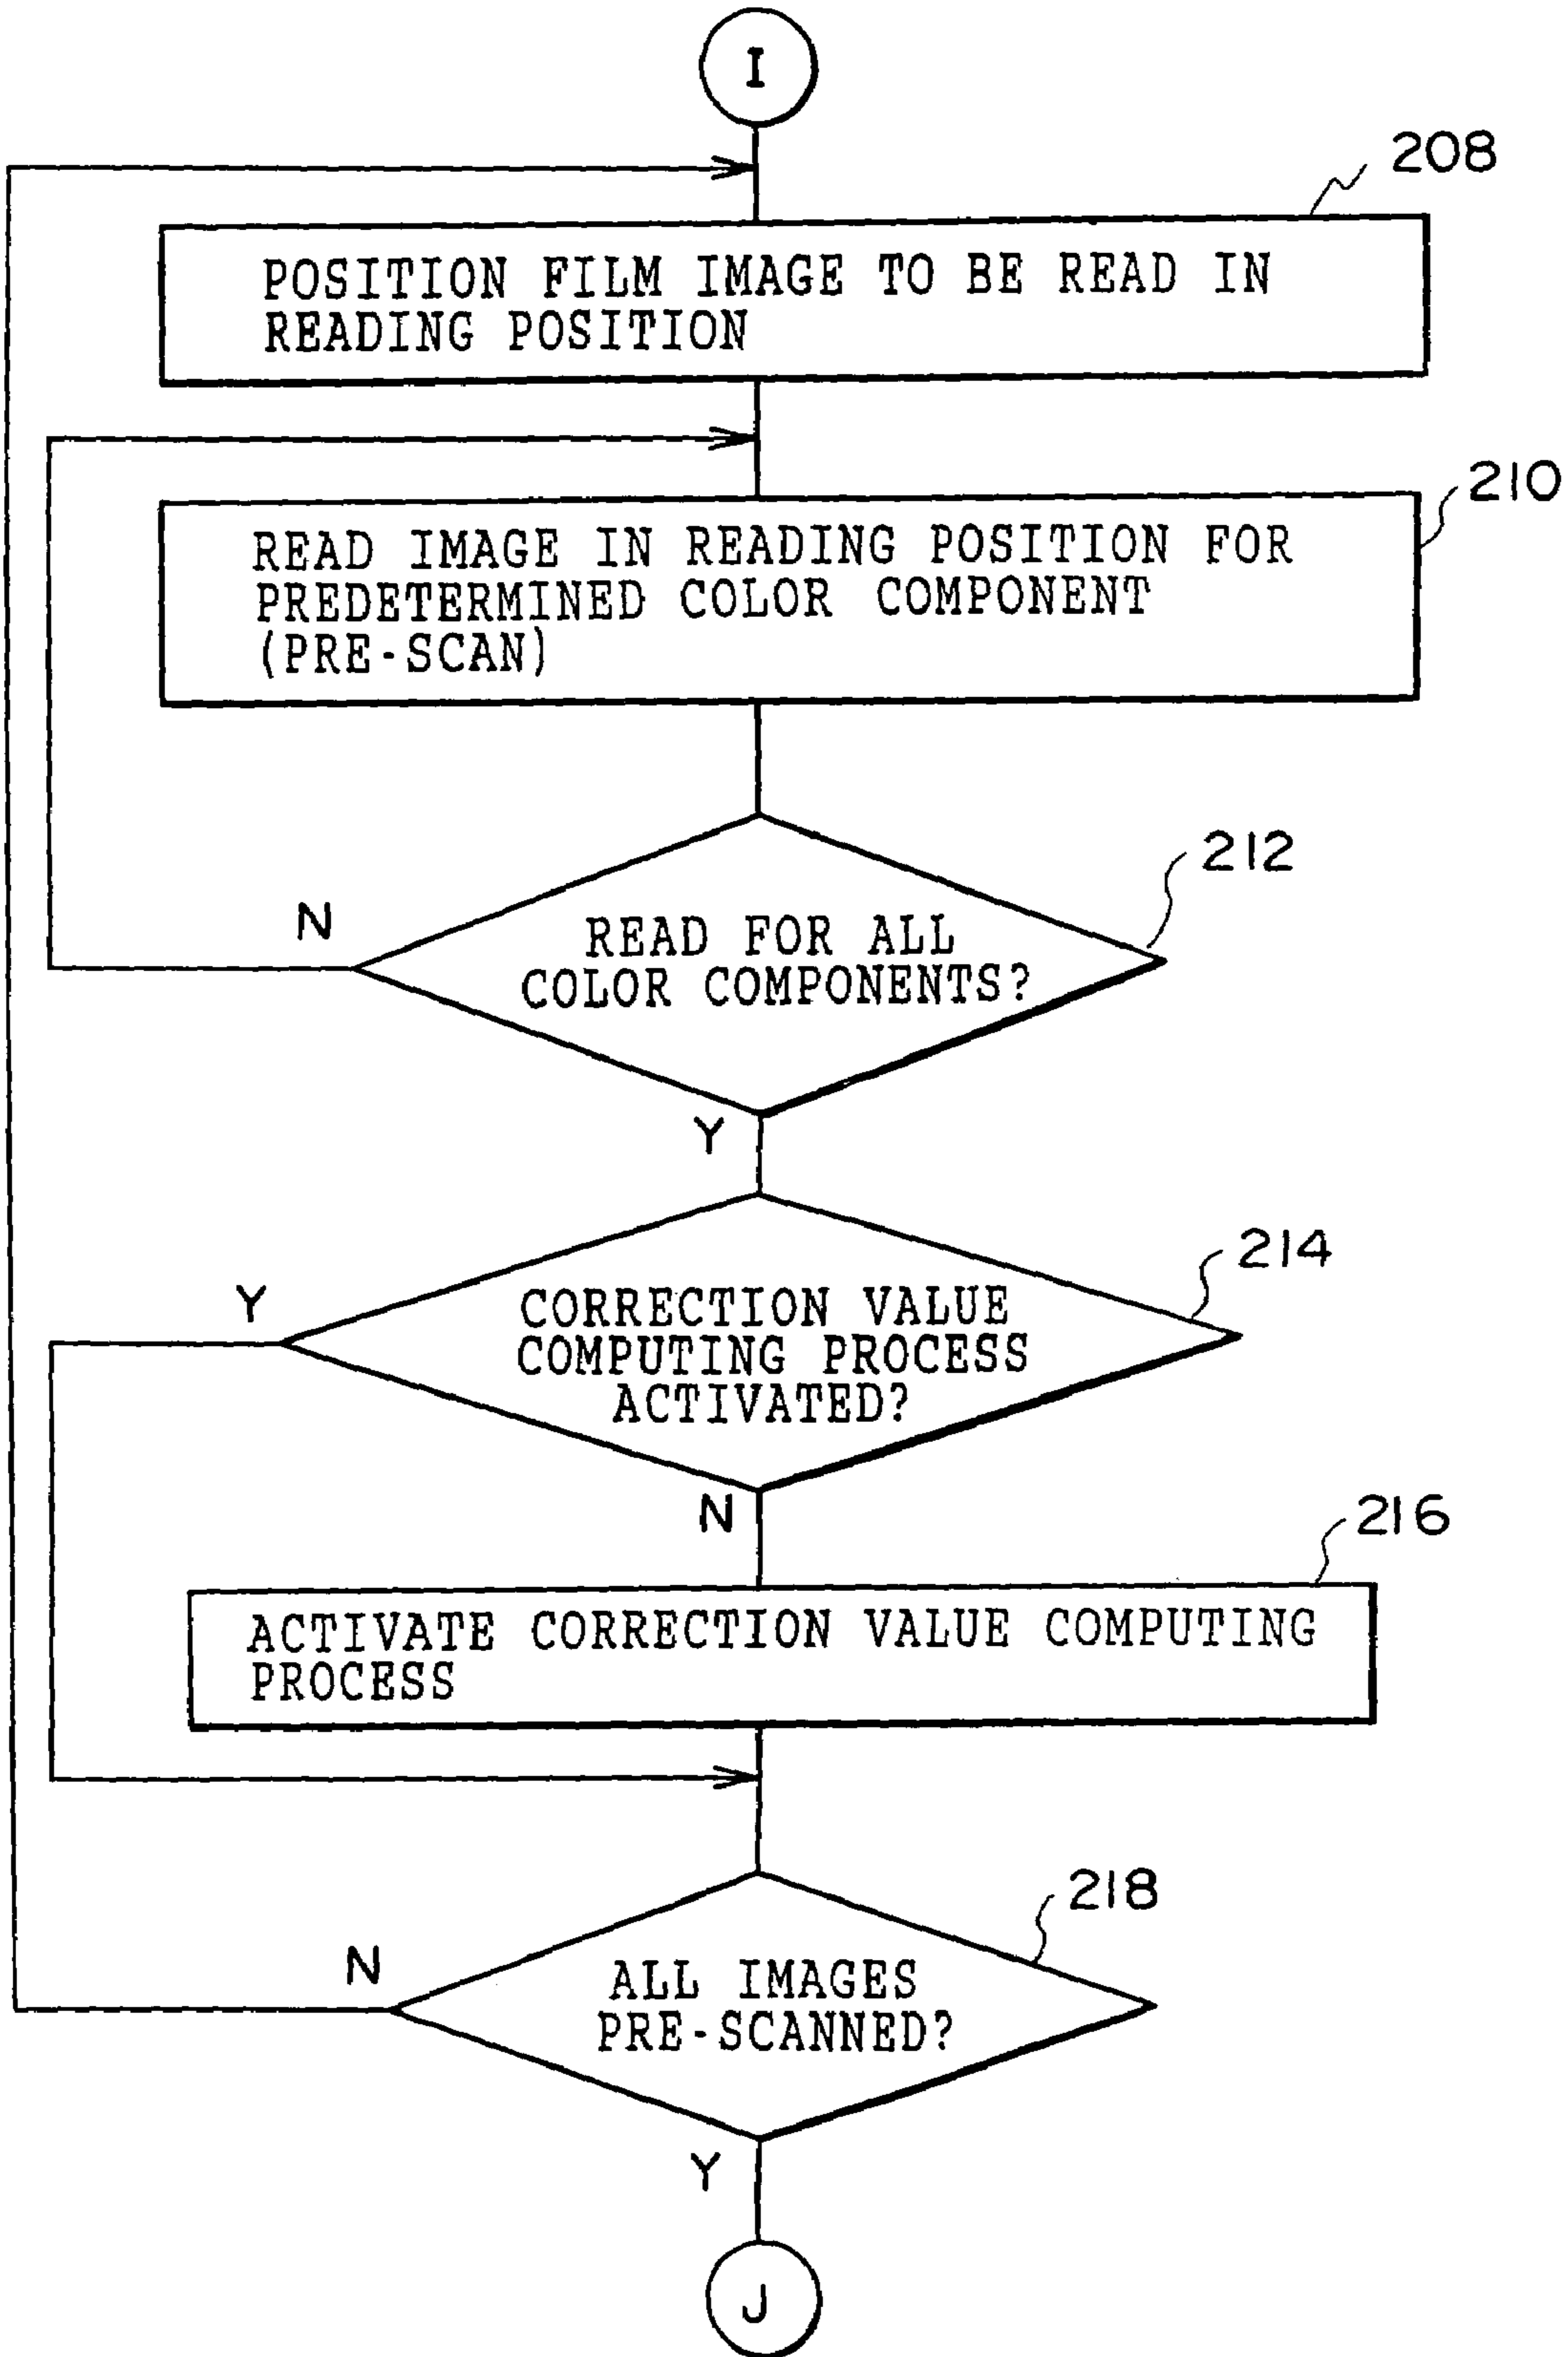 I
208
POSITION FILM IMAGE TO BE READ IN
READING POSITION
210
READ IMAGE IN READING POSITION FOR
PREDETERMINED COLOR COMPONENT
(PRE-SCAN)
212
N
READ FOR ALL
COLOR COMPONENTS?
Y
214
Y
CORRECTION VALUE
COMPUTING PROCESS
ACTIVATED?
N
216
ACTIVATE CORRECTION VALUE COMPUTING
PROCESS
218
N
ALL IMAGES
PRE-SCANNED?
Y
J